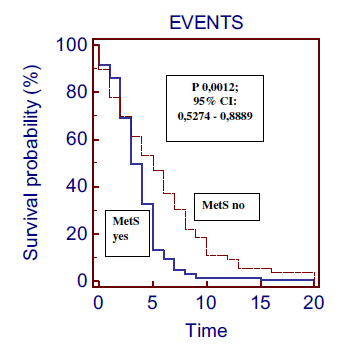 EVENTS
Survival probability (%)
100
80
60
40
20
0
P 0,0012;
95% CI:
0,5274 - 0,8889
MetS no
MetS
yes
0 5 10 15 20
Time